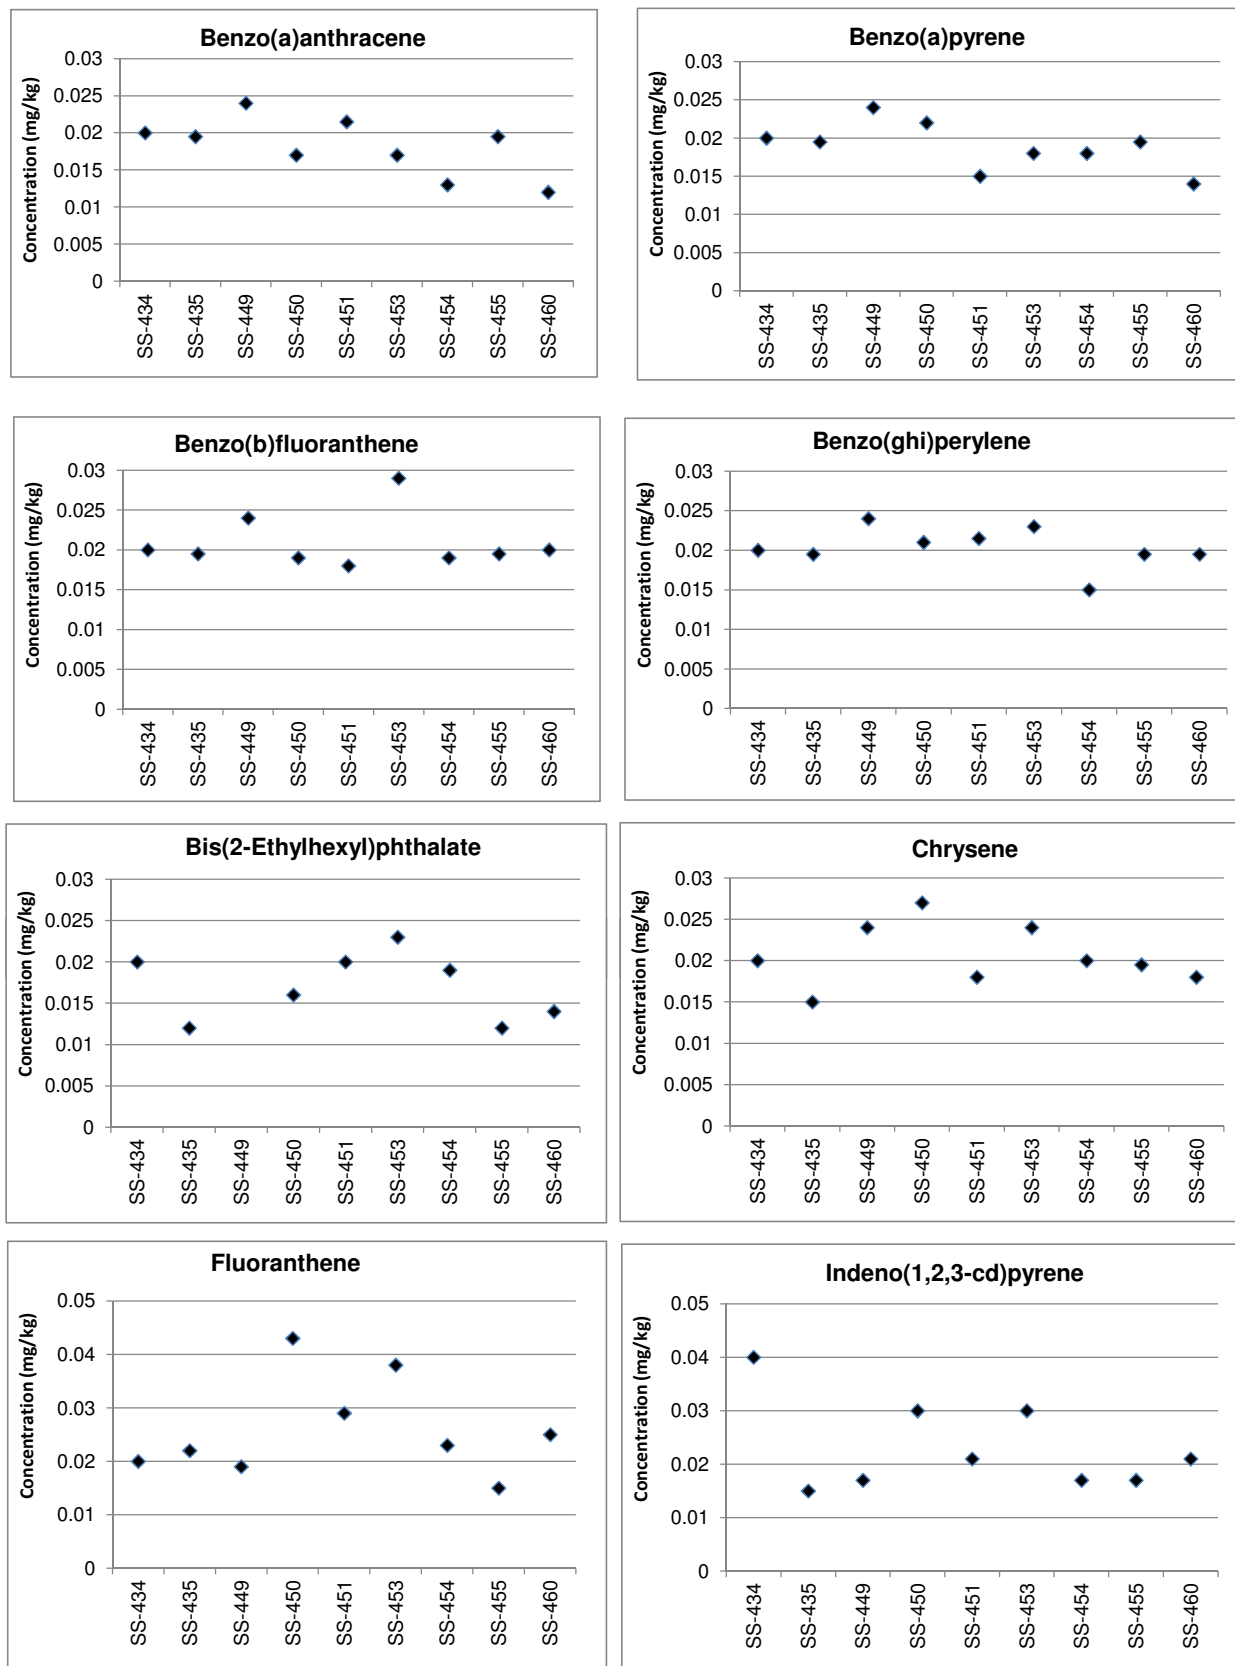 Benzo(a)anthracene
Concentration (mg/kg)
0.03
0.025
0.02
0.015
0.01
0.005
0
SS-434
SS-435
SS-449
SS-450
SS-451
SS-453
SS-454
SS-455
SS-460
Benzo(a)pyrene
Concentration (mg/kg)
0.03
0.025
0.02
0.015
0.01
0.005
0
SS-434
SS-435
SS-449
SS-450
SS-451
SS-453
SS-454
SS-455
SS-460
Benzo(b)fluoranthene
Concentration (mg/kg)
0.03
0.025
0.02
0.015
0.01
0.005
0
SS-434
SS-435
SS-449
SS-450
SS-451
SS-453
SS-454
SS-455
SS-460
Benzo(ghi)perylene
Concentration (mg/kg)
0.03
0.025
0.02
0.015
0.01
0.005
0
SS-434
SS-435
SS-449
SS-450
SS-451
SS-453
SS-454
SS-455
SS-460
Bis(2-Ethylhexyl)phthalate
Concentration (mg/kg)
0.03
0.025
0.02
0.015
0.01
0.005
0
SS-434
SS-435
SS-449
SS-450
SS-451
SS-453
SS-454
SS-455
SS-460
Chrysene
Concentration (mg/kg)
0.03
0.025
0.02
0.015
0.01
0.005
0
SS-434
SS-435
SS-449
SS-450
SS-451
SS-453
SS-454
SS-455
SS-460
Fluoranthene
Concentration (mg/kg)
0.05
0.04
0.03
0.02
0.01
0
SS-434
SS-435
SS-449
SS-450
SS-451
SS-453
SS-454
SS-455
SS-460
Indeno(1,2,3-cd)pyrene
Concentration (mg/kg)
0.05
0.04
0.03
0.02
0.01
0
SS-434
SS-435
SS-449
SS-450
SS-451
SS-453
SS-454
SS-455
SS-460